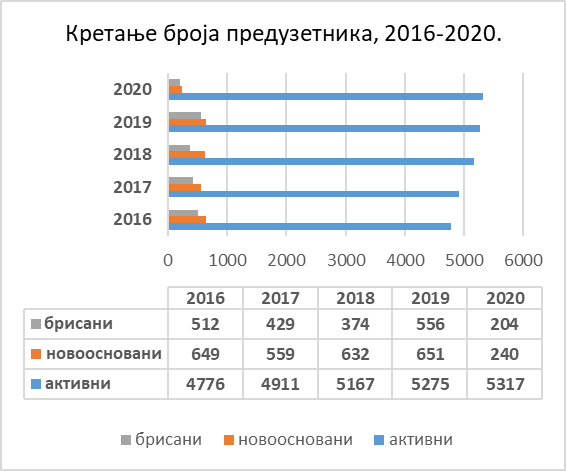 Кретање броја предузетника, 2016-2020.
2020
2019
2018
2017
2016
0 1000 2000 3000 4000 5000 6000
2016 2017 2018 2019 2020
брисани 512 429 374 556 204
новоосновани 649 559 632 651 240
активни 4776 4911 5167 5275 5317
брисани новоосновани активни